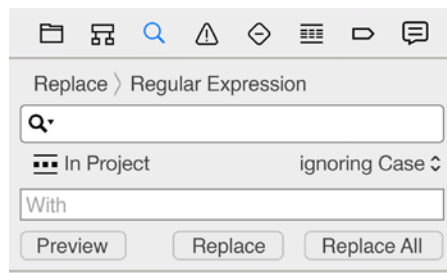 Replace 〉 Regular Expression
In Project ignoring Case
With
Preview Replace Replace All